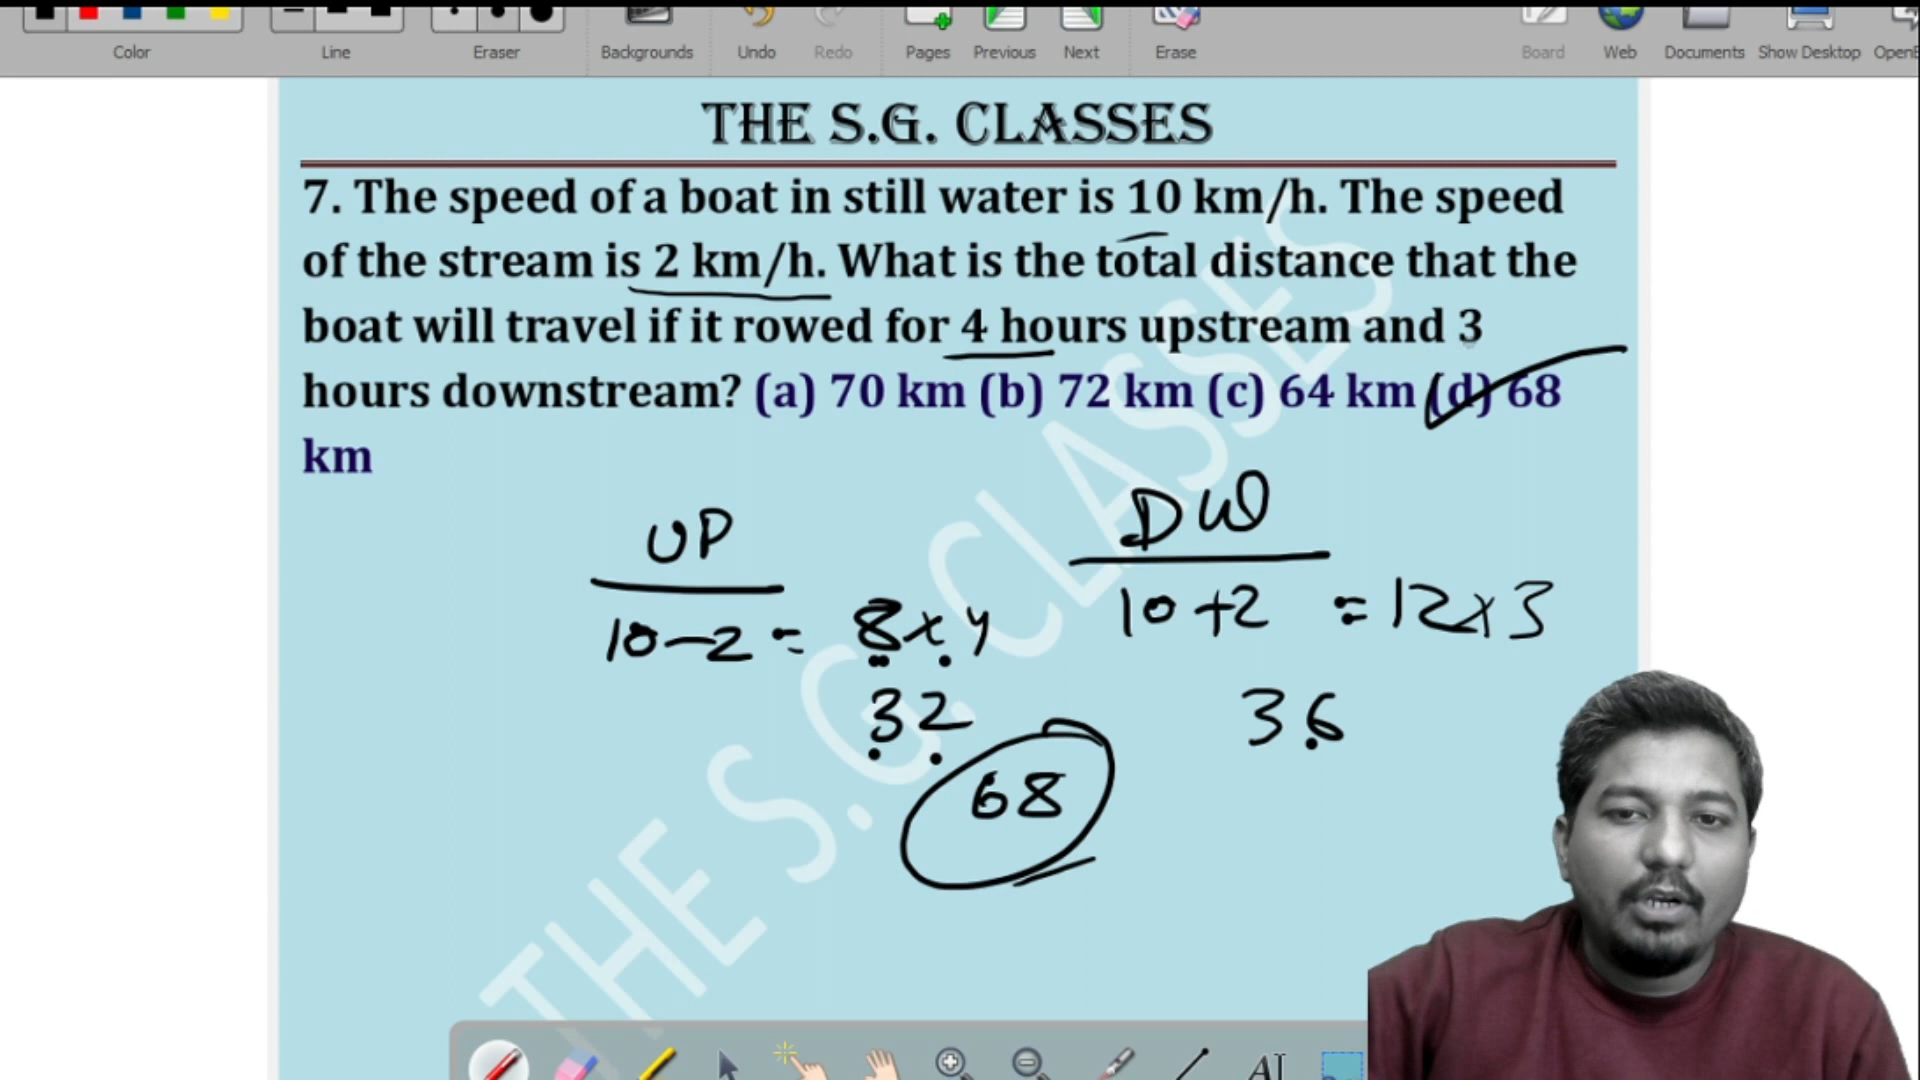 Color Line Eraser Backgrounds Undo Redo Pages Previous Next Erase Board Web Documents Show Desktop OpenB
THE S.G. CLASSES
7. The speed of a boat in still water is 10 km/h. The speed
of the stream is 2 km/h. What is the total distance that the
boat will travel if it rowed for 4 hours upstream and 3
hours downstream? (a) 70 km (b) 72 km (c) 64 km (d) 68
km
UP
DW
10-2 = 8x4
10+2 = 12x3
32
36
68
THE S.G. CLASSES